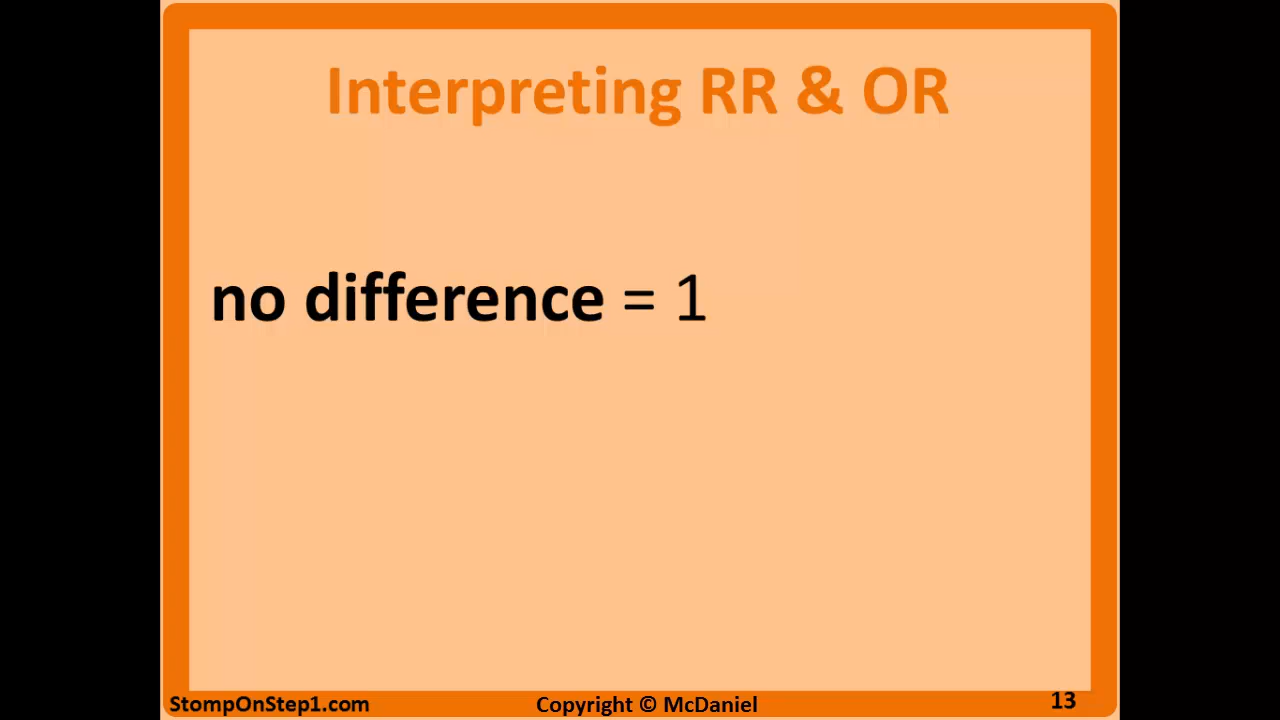 Interpreting RR & OR
no difference = 1
StompOnStep1.com
Copyright © McDaniel
13